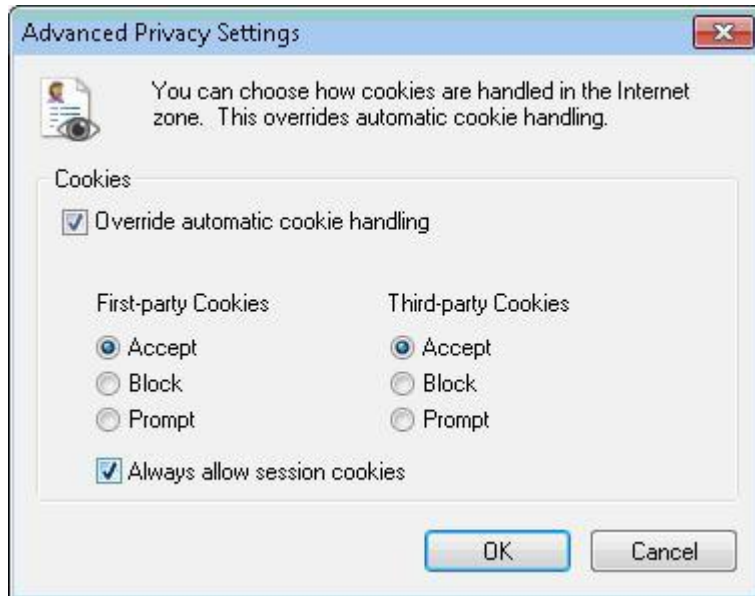 Advanced Privacy Settings
You can choose how cookies are handled in the Internet
zone.  This overrides automatic cookie handling.
Cookies
Override automatic cookie handling
First-party Cookies
Third-party Cookies
Accept
Accept
Block
Block
Prompt
Prompt
Always allow session cookies
OK
Cancel